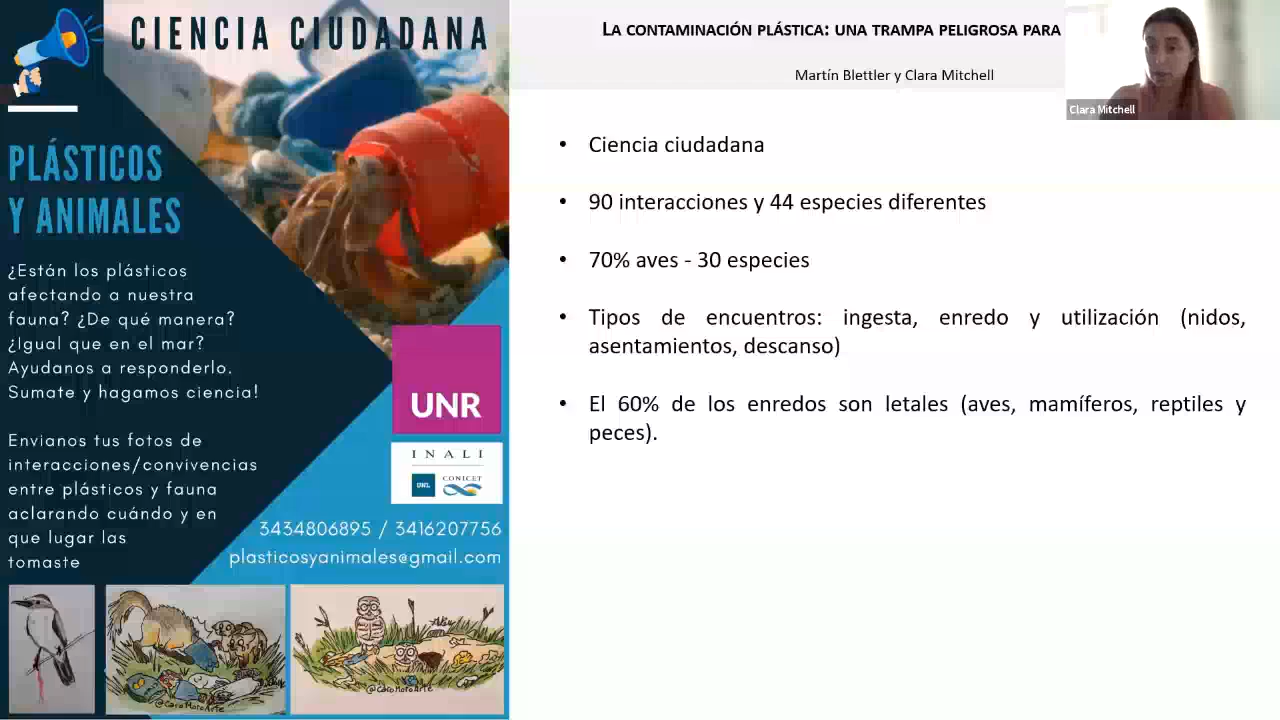 CIENCIA CIUDADANA
PLÁSTICOS
Y ANIMALES
¿Están los plásticos
afectando a nuestra
fauna? ¿De qué manera?
¿Igual que en el mar?
Ayudanos a responderlo.
Sumate y hagamos ciencia!
Envianos tus fotos de
interacciones/convivencias
entre plásticos y fauna
aclarando cuándo y en
que lugar las
tomaste
UNR
INALI
UNL CONICET
3434806895 / 3416207756
plasticosyanimales@gmail.com
@CacoMotoArte
@CacoMotoArte
LA CONTAMINACIÓN PLÁSTICA: UNA TRAMPA PELIGROSA PARA
Martín Blettler y Clara Mitchell
Clara Mitchell
• Ciencia ciudadana
• 90 interacciones y 44 especies diferentes
• 70% aves - 30 especies
• Tipos de encuentros: ingesta, enredo y utilización (nidos,
asentamientos, descanso)
• El 60% de los enredos son letales (aves, mamíferos, reptiles y
peces).